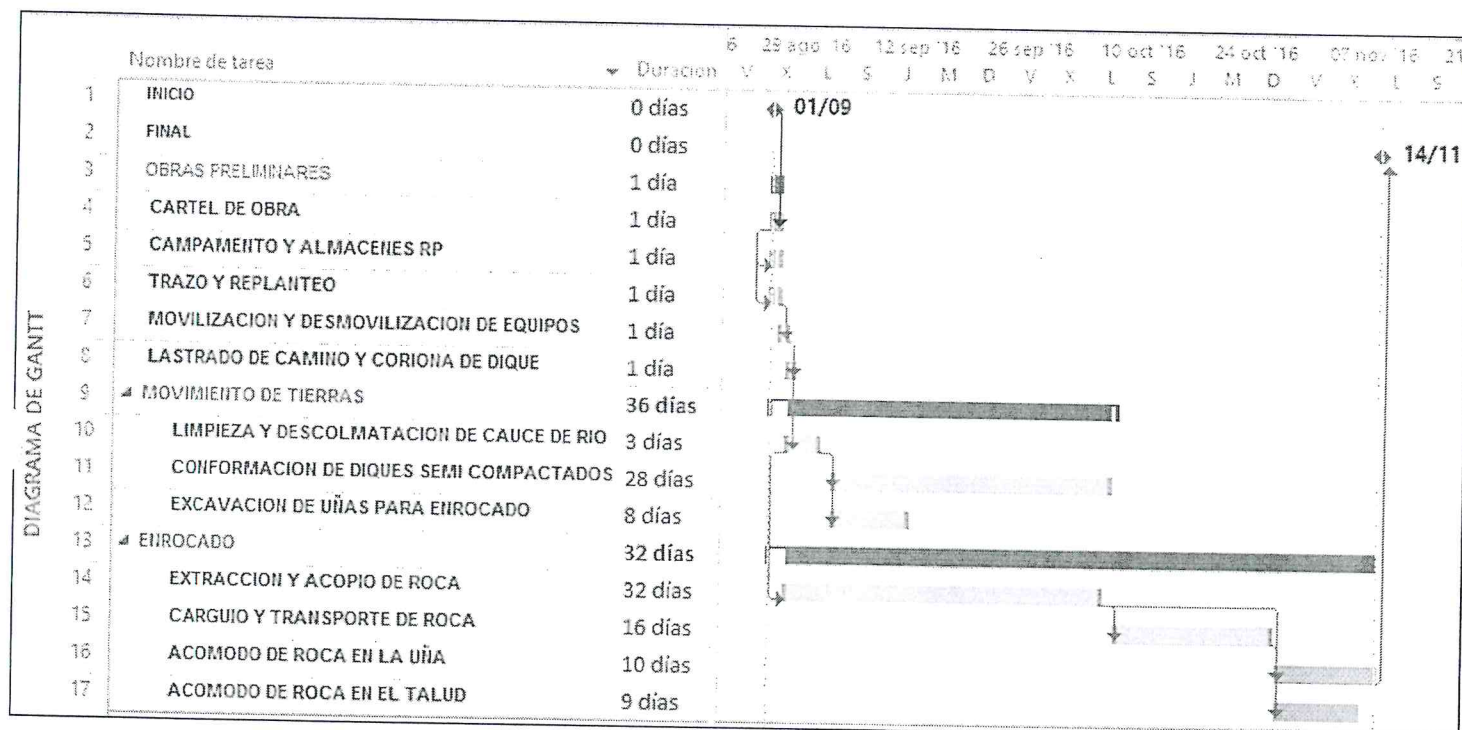 6 29 ago '16 12 sep '16 26 sep '16 10 oct '16 24 oct '16 07 nov '16 21
Nombre de tarea Duracion V X L S J M D V X L S J M D V X L S
1 INICIO 0 días 01/09
2 FINAL 0 días 14/11
3 OBRAS PRELIMINARES 1 día
4 CARTEL DE OBRA 1 día
5 CAMPAMENTO Y ALMACENES RP 1 día
6 TRAZO Y REPLANTEO 1 día
7 MOVILIZACION Y DESMOVILIZACION DE EQUIPOS 1 día
8 LASTRADO DE CAMINO Y CORIONA DE DIQUE 1 día
9 MOVIMIENTO DE TIERRAS 36 días
10 LIMPIEZA Y DESCOLMATACION DE CAUCE DE RIO 3 días
11 CONFORMACION DE DIQUES SEMI COMPACTADOS 28 días
12 EXCAVACION DE UÑAS PARA ENROCADO 8 días
13 ENROCADO 32 días
14 EXTRACCION Y ACOPIO DE ROCA 32 días
15 CARGUIO Y TRANSPORTE DE ROCA 16 días
16 ACOMODO DE ROCA EN LA UÑA 10 días
17 ACOMODO DE ROCA EN EL TALUD 9 días
DIAGRAMA DE GANTT